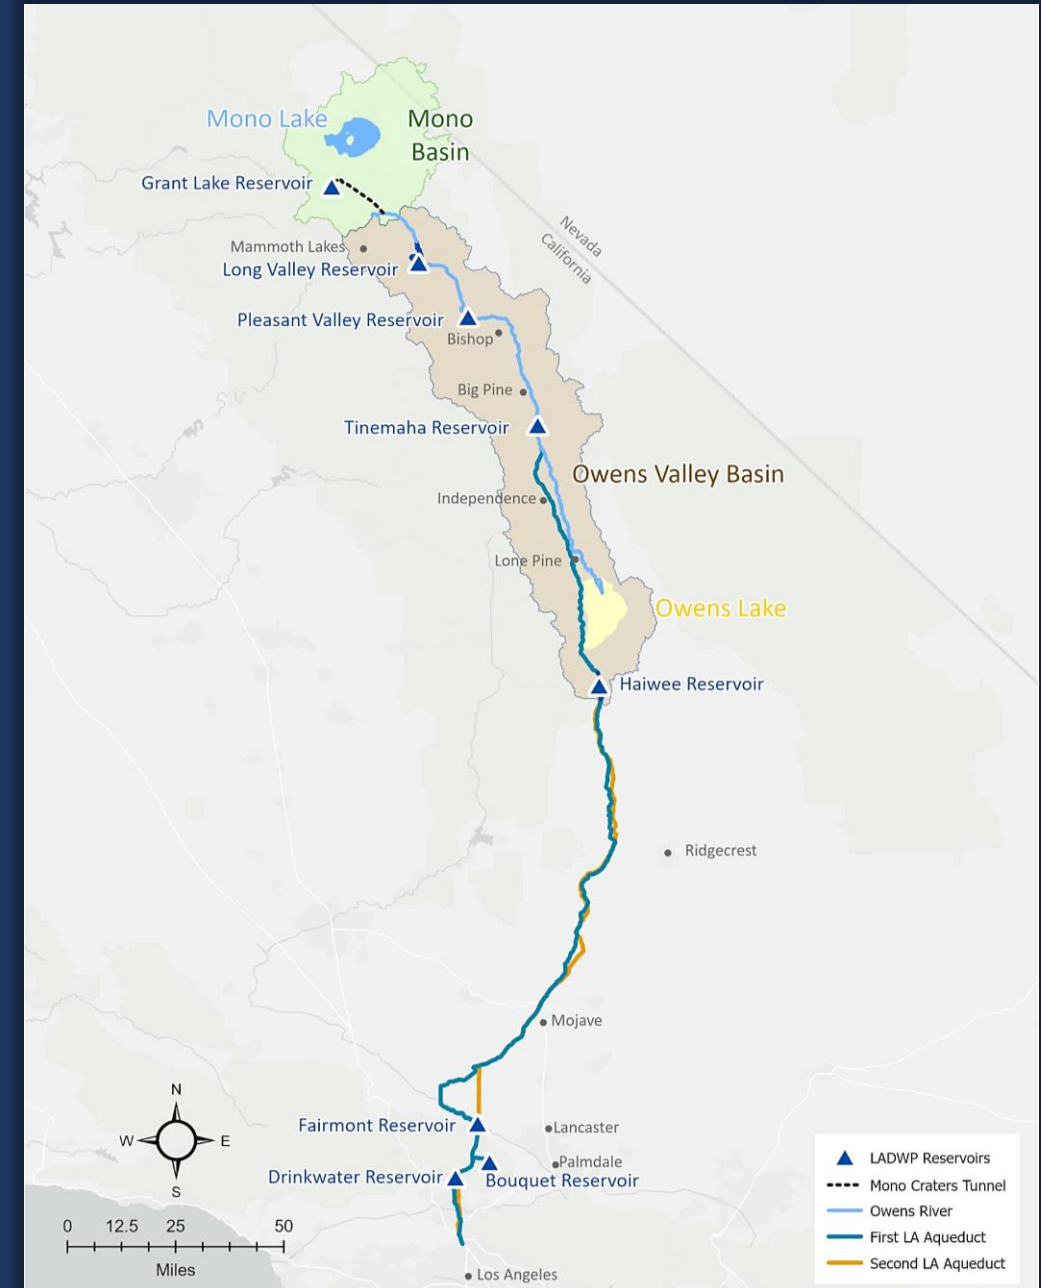 Mono Lake
Mono
Basin
Grant Lake Reservoir
Nevada
California
Mammoth Lakes
Long Valley Reservoir
Pleasant Valley Reservoir
Bishop
Big Pine
Tinemaha Reservoir
Owens Valley Basin
Independence
Lone Pine
Owens Lake
Haiwee Reservoir
Ridgecrest
Mojave
N
W E
S
Fairmont Reservoir
Lancaster
Palmdale
Drinkwater Reservoir
Bouquet Reservoir
Los Angeles
0 12.5 25 50
Miles
LADWP Reservoirs
Mono Craters Tunnel
Owens River
First LA Aqueduct
Second LA Aqueduct